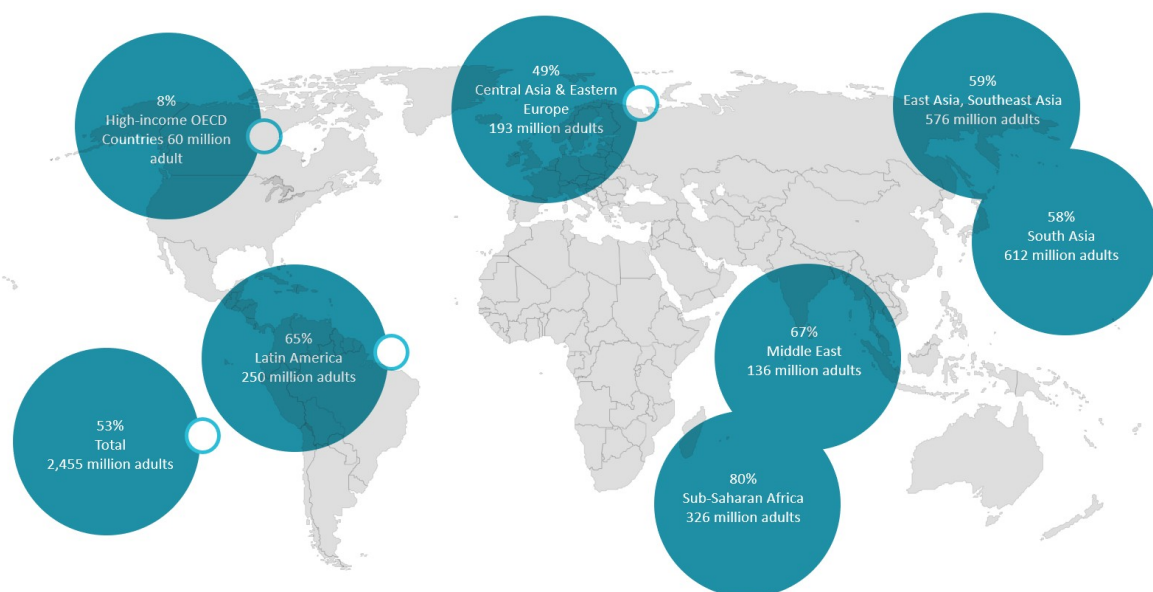 8%
High-income OECD
Countries 60 million
adult
49%
Central Asia & Eastern
Europe
193 million adults
59%
East Asia, Southeast Asia
576 million adults
58%
South Asia
612 million adults
65%
Latin America
250 million adults
67%
Middle East
136 million adults
53%
Total
2,455 million adults
80%
Sub-Saharan Africa
326 million adults